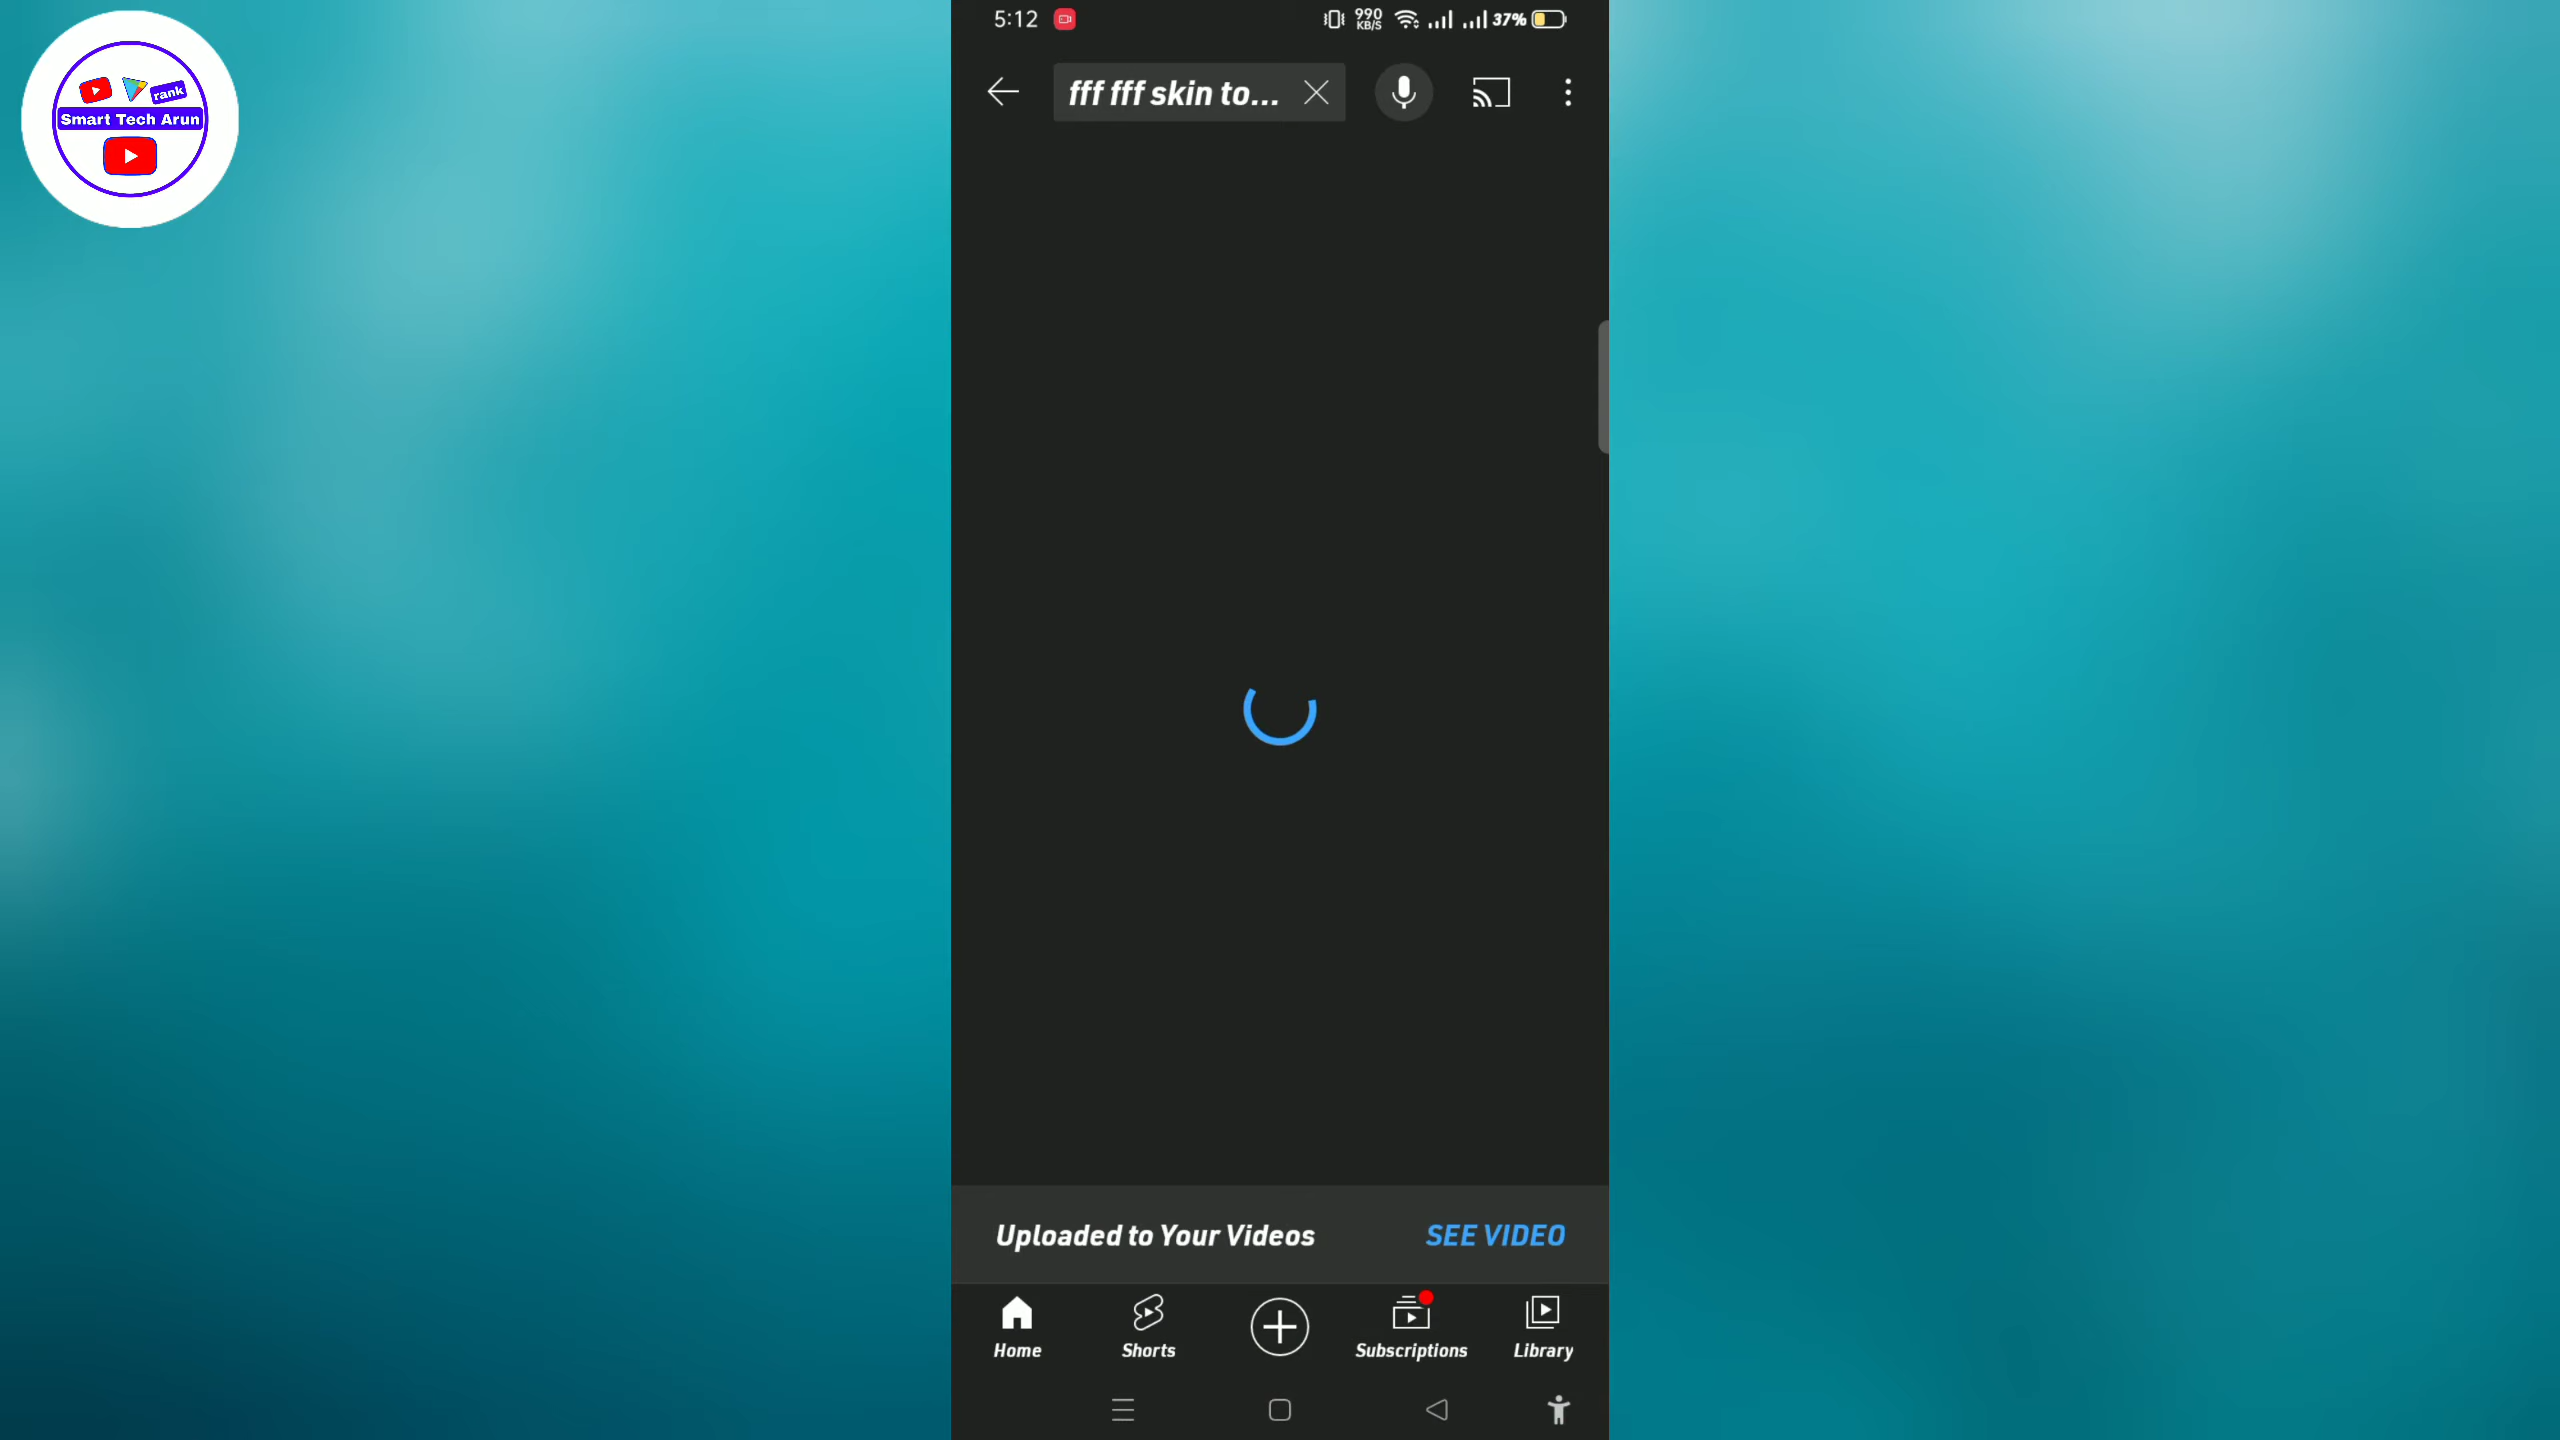 rank
Smart Tech Arun
5:12
990
KB/S
37%
fff fff skin to...
Uploaded to Your Videos
SEE VIDEO
Home
Shorts
Subscriptions
Library